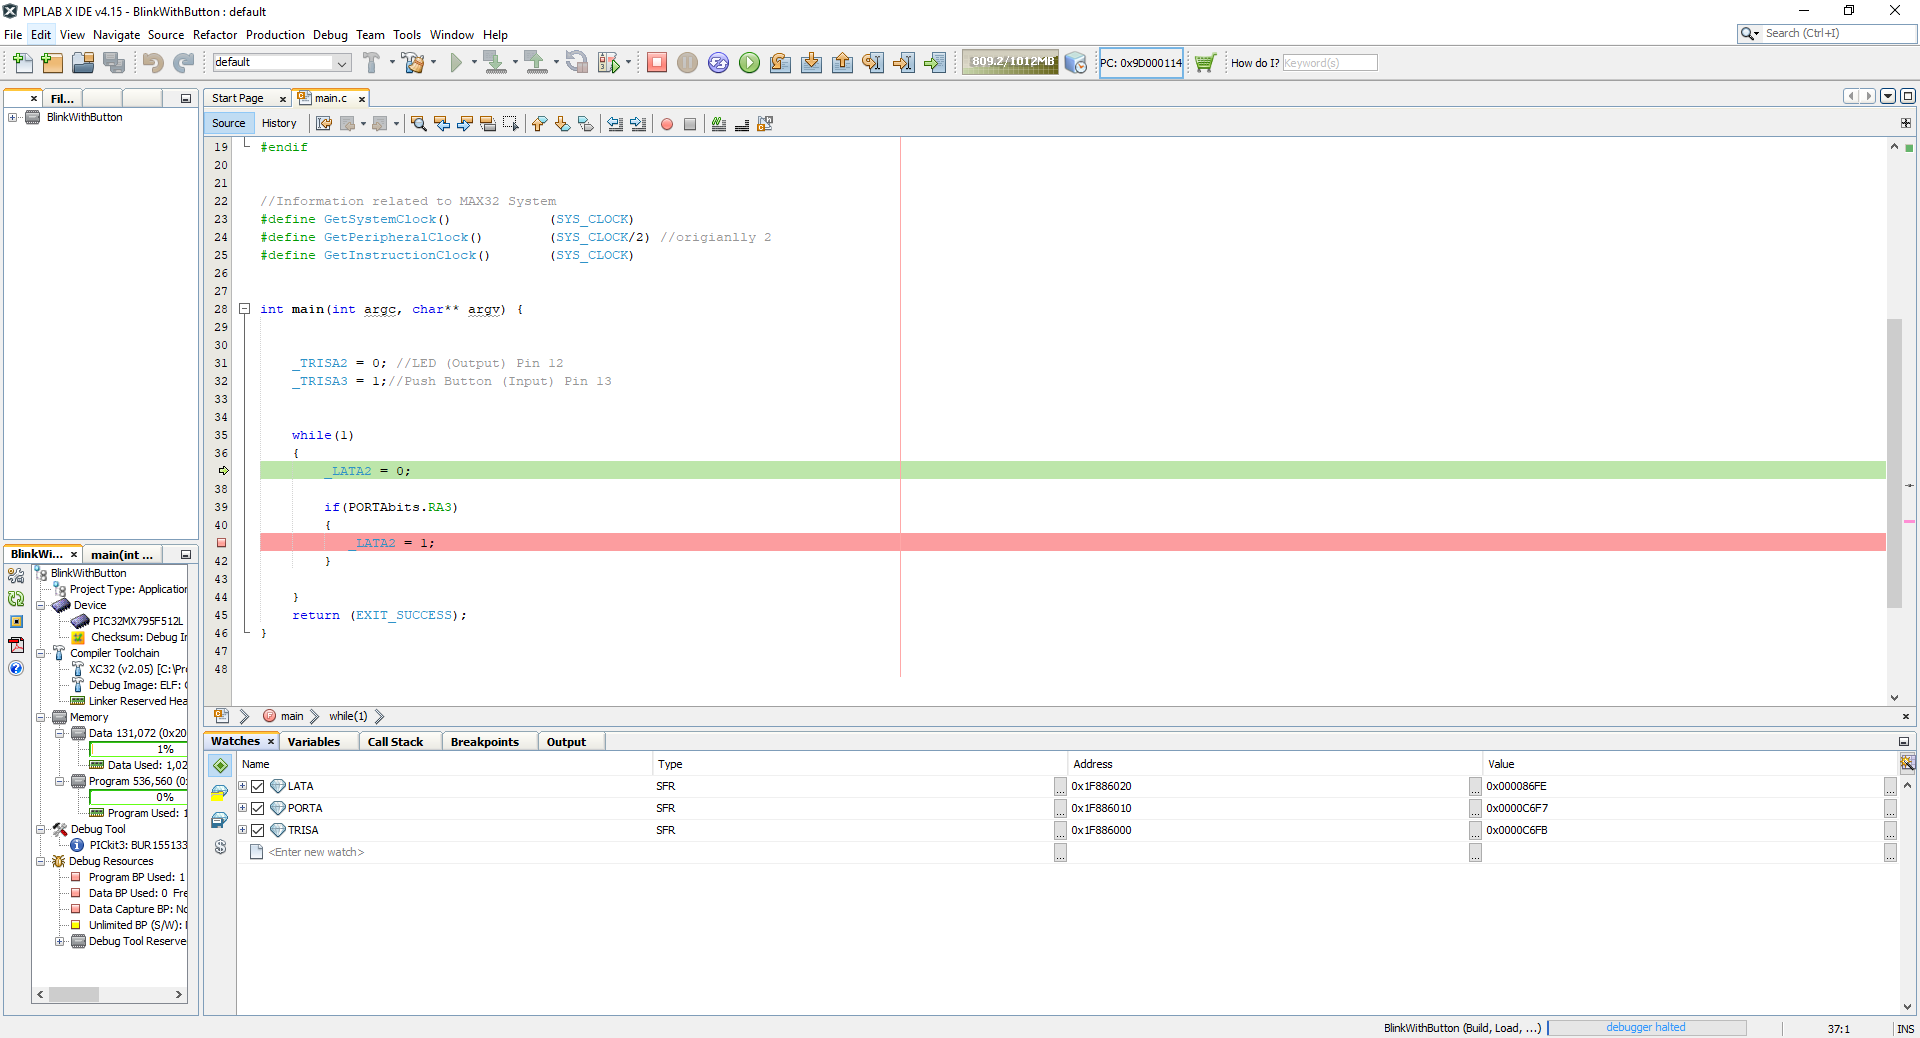 MPLAB X IDE v4.15 - BlinkWithButton : default
File Edit View Navigate Source Refactor Production Debug Team Tools Window Help
Search (Ctrl+I)
default
809.2/1012MB
PC: 0x9D000114
How do I? Keyword(s)
Fil...
BlinkWithButton
Start Page
main.c
Source History
19 #endif
20
21
22 //Information related to MAX32 System
23 #define GetSystemClock() (SYS_CLOCK)
24 #define GetPeripheralClock() (SYS_CLOCK/2) //origianlly 2
25 #define GetInstructionClock() (SYS_CLOCK)
26
27
28 int main(int argc, char** argv) {
29
30
31 _TRISA2 = 0; //LED (Output) Pin 12
32 _TRISA3 = 1;//Push Button (Input) Pin 13
33
34
35 while(1)
36 {
_LATA2 = 0;
38
39 if(PORTAbits.RA3)
40 {
_LATA2 = 1;
42 }
43
44 }
45 return (EXIT_SUCCESS);
46 }
47
48
main while(1)
BlinkWi... main(int ...
BlinkWithButton
Project Type: Application
Device
PIC32MX795F512L
Checksum: Debug Ir
Compiler Toolchain
XC32 (v2.05) [C:\Pr
Debug Image: ELF:
Linker Reserved Hea
Memory
Data 131,072 (0x20
1%
Data Used: 1,02
Program 536,560 (0
0%
Program Used: 1
Debug Tool
PICkit3: BUR155133
Debug Resources
Program BP Used: 1
Data BP Used: 0 Fre
Data Capture BP: No
Unlimited BP (S/W):
Debug Tool Reserve
Watches Variables Call Stack Breakpoints Output
Name Type Address Value
LATA SFR ... 0x1F886020 ... 0x000086FE ...
PORTA SFR ... 0x1F886010 ... 0x0000C6F7 ...
TRISA SFR ... 0x1F886000 ... 0x0000C6FB ...
<Enter new watch> ... ... ...
BlinkWithButton (Build, Load, ...) debugger halted 37:1 INS